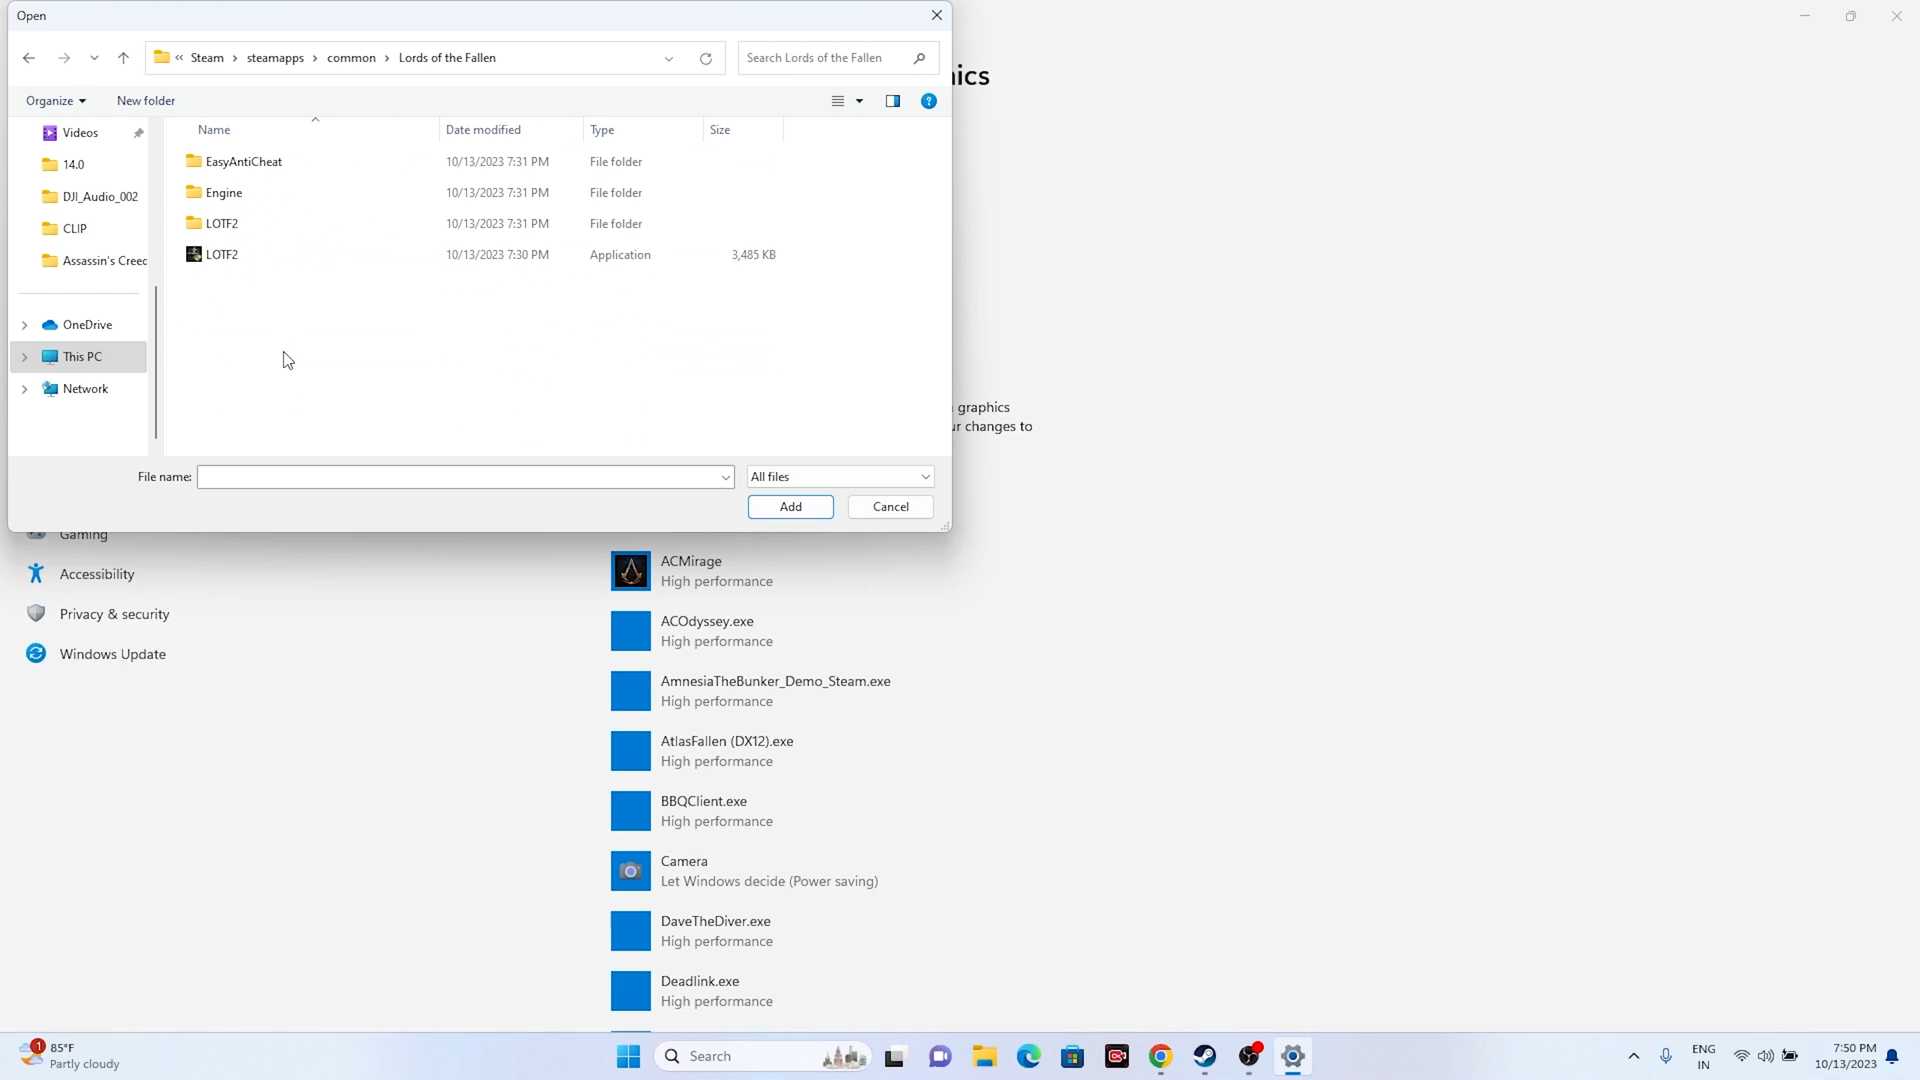 Open
« Steam › steamapps › common › Lords of the Fallen
Search Lords of the Fallen
Organize
New folder
Name
Date modified
Type
Size
Videos
14.0
DJI_Audio_002
CLIP
Assassin's Creed
OneDrive
This PC
Network
EasyAntiCheat 10/13/2023 7:31 PM File folder
Engine 10/13/2023 7:31 PM File folder
LOTF2 10/13/2023 7:31 PM File folder
LOTF2 10/13/2023 7:30 PM Application 3,485 KB
File name:
All files
Add
Cancel
ics
graphics
ur changes to
Gaming
Accessibility
Privacy & security
Windows Update
ACMirage
High performance
ACOdyssey.exe
High performance
AmnesiaTheBunker_Demo_Steam.exe
High performance
AtlasFallen (DX12).exe
High performance
BBQClient.exe
High performance
Camera
Let Windows decide (Power saving)
DaveTheDiver.exe
High performance
Deadlink.exe
High performance
1
85°F
Partly cloudy
Search
ENG
IN
7:50 PM
10/13/2023